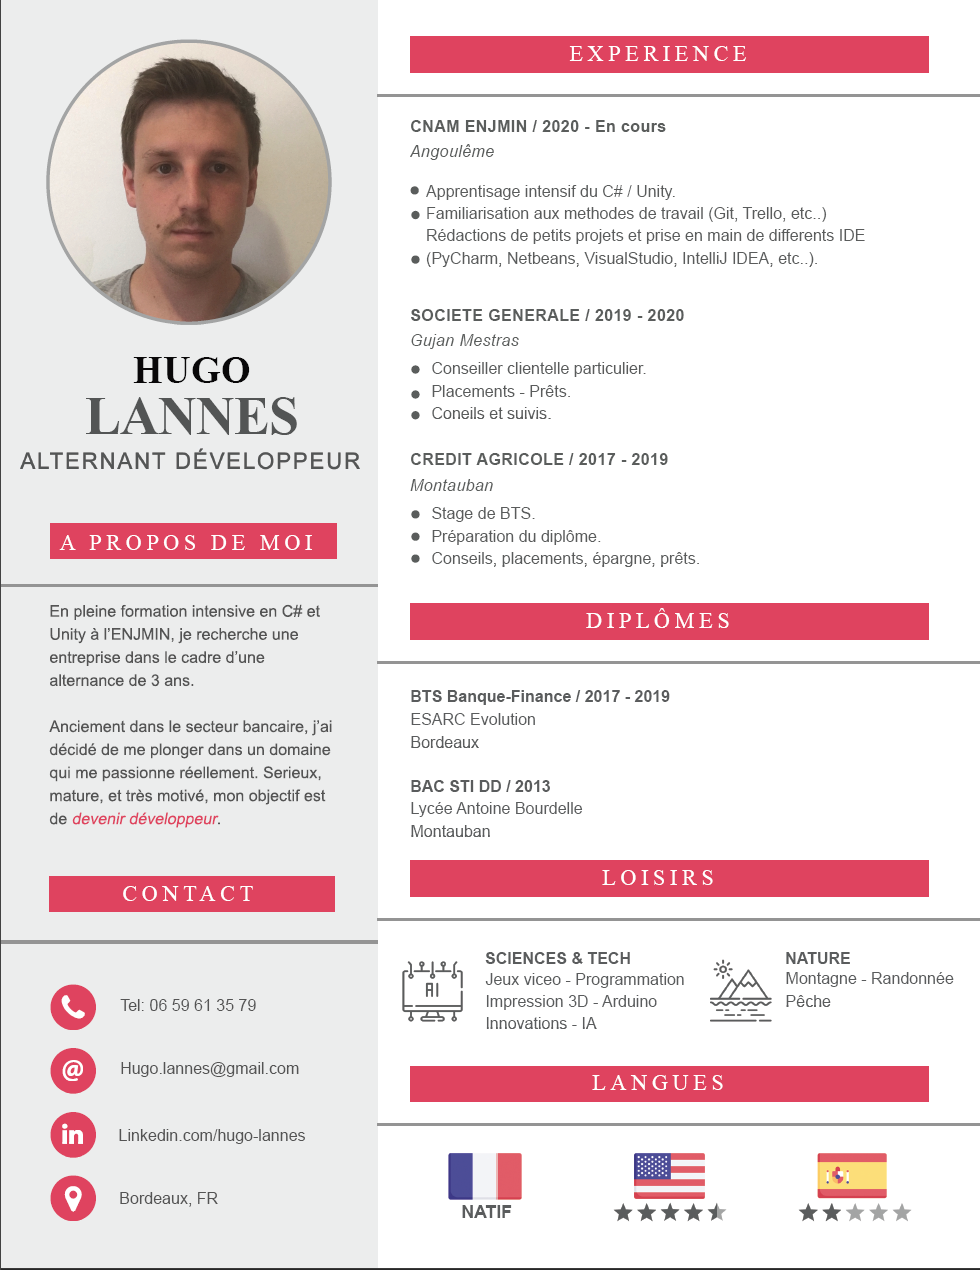 HUGO
LANNES
ALTERNANT DÉVELOPPEUR
A PROPOS DE MOI
En pleine formation intensive en C# et
Unity à l'ENJMIN, je recherche une
entreprise dans le cadre d'une
alternance de 3 ans.
Anciement dans le secteur bancaire, j'ai
décidé de me plonger dans un domaine
qui me passionne réellement. Serieux,
mature, et très motivé, mon objectif est
de devenir développeur.
CONTACT
Tel: 06 59 61 35 79
@
Hugo.lannes@gmail.com
in
Linkedin.com/hugo-lannes
Bordeaux, FR
EXPERIENCE
CNAM ENJMIN / 2020 - En cours
Angoulême
● Apprentisage intensif du C# / Unity.
● Familiarisation aux methodes de travail (Git, Trello, etc..)
Rédactions de petits projets et prise en main de differents IDE
● (PyCharm, Netbeans, VisualStudio, IntelliJ IDEA, etc..).
SOCIETE GENERALE / 2019 - 2020
Gujan Mestras
● Conseiller clientelle particulier.
● Placements - Prêts.
● Coneils et suivis.
CREDIT AGRICOLE / 2017 - 2019
Montauban
● Stage de BTS.
● Préparation du diplôme.
● Conseils, placements, épargne, prêts.
DIPLÔMES
BTS Banque-Finance / 2017 - 2019
ESARC Evolution
Bordeaux
BAC STI DD / 2013
Lycée Antoine Bourdelle
Montauban
LOISIRS
AI
SCIENCES & TECH
Jeux viceo - Programmation
Impression 3D - Arduino
Innovations - IA
NATURE
Montagne - Randonnée
Pêche
LANGUES
NATIF